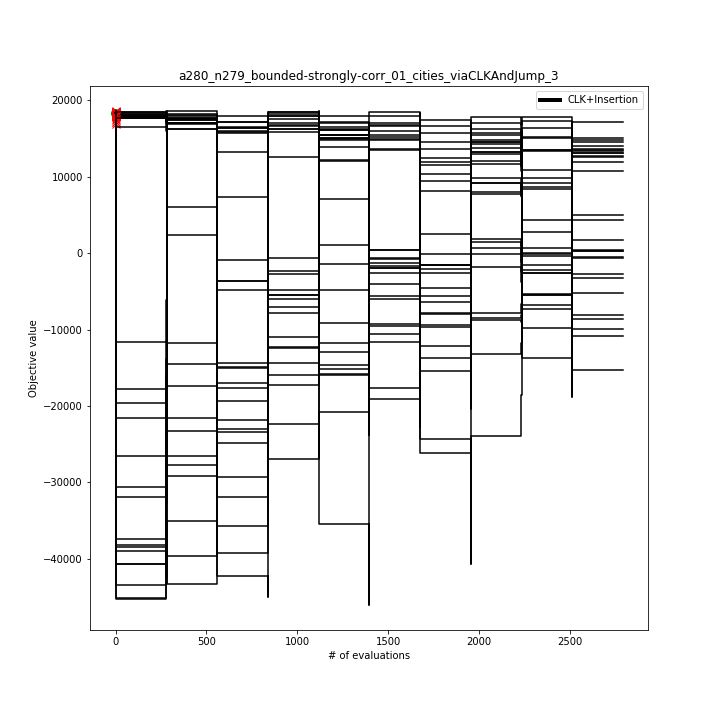 a280_n279_bounded-strongly-corr_01_cities_viaCLKAndJump_3
CLK+Insertion
20000
10000
0
−10000
−20000
−30000
−40000
Objective value
0 500 1000 1500 2000 2500
# of evaluations